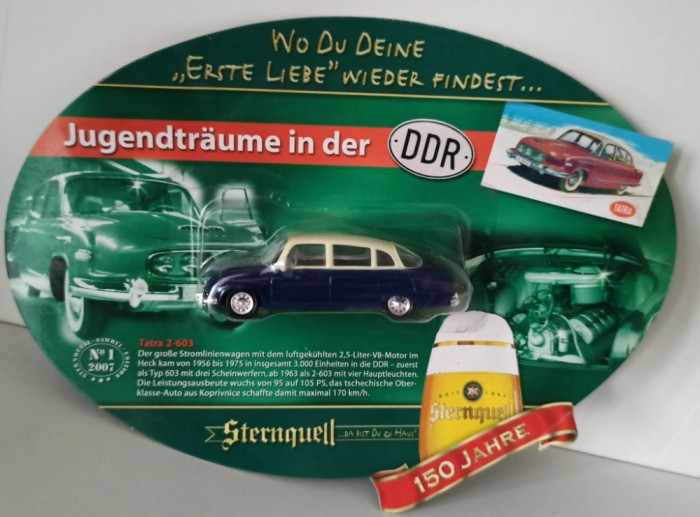 WO DU DEINE
„ERSTE LIEBE" WIEDER FINDEST...
Jugendträume in der
DDR
TATRA
Tatra 2-603
Der große Stromlinienwagen mit dem luftgekühlten 2,5-Liter-V8-Motor im
Heck kam von 1956 bis 1975 in insgesamt 3.000 Einheiten in die DDR – zuerst
als Typ 603 mit drei Scheinwerfern, ab 1963 als 2-603 mit vier Hauptleuchten.
Die Leistungsausbeute wuchs von 95 auf 105 PS, das tschechische Ober-
klasse-Auto aus Koprivnice schaffte damit maximal 170 km/h.
Nº 1
2007
Sternquell
...DA BIST DU ZU HAUS!
Sternquell
150 JAHRE